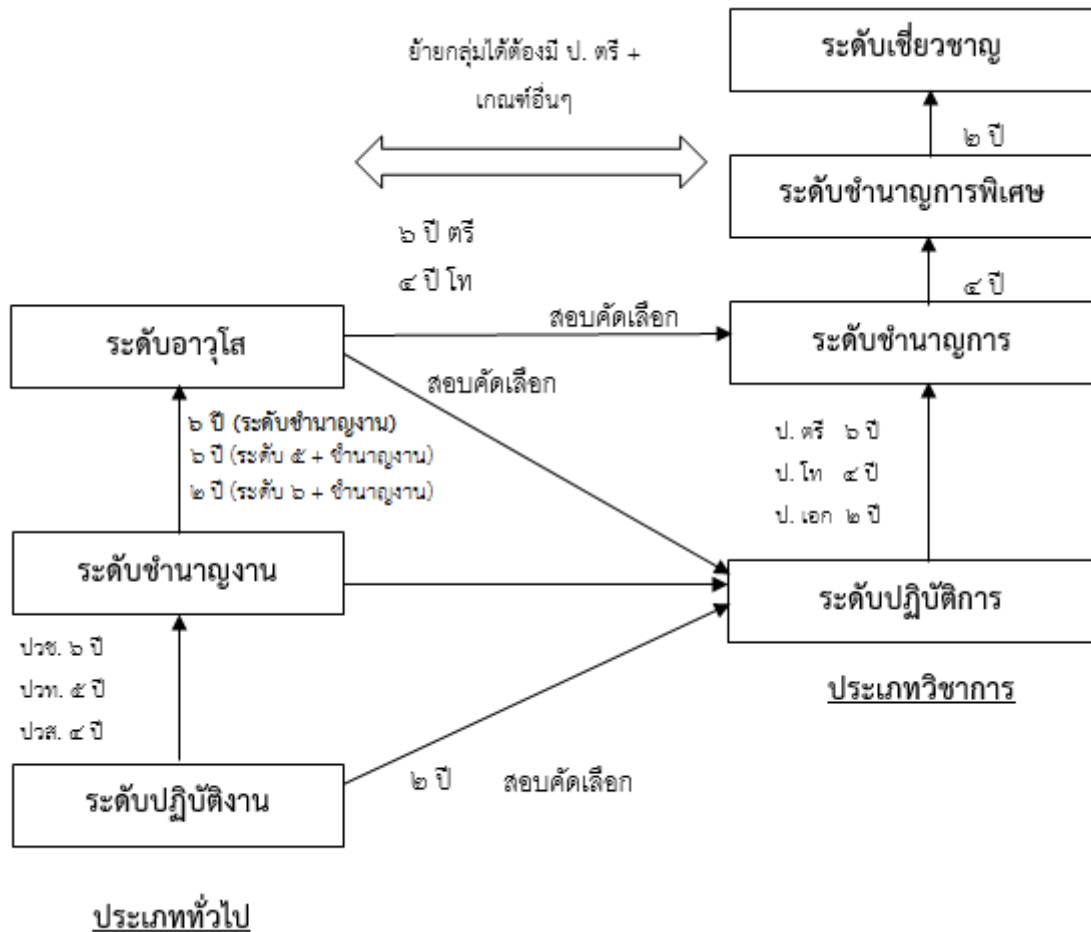 ระดับเชี่ยวชาญ
ย้ายกลุ่มได้ต้องมี ป. ตรี +
เกณฑ์อื่นๆ
๒ ปี
ระดับชำนาญการพิเศษ
๖ ปี ตรี
๔ ปี โท
๔ ปี
สอบคัดเลือก
ระดับอาวุโส
ระดับชำนาญการ
สอบคัดเลือก
๖ ปี (ระดับชำนาญงาน)
๖ ปี (ระดับ ๕ + ชำนาญงาน)
๒ ปี (ระดับ ๖ + ชำนาญงาน)
ป. ตรี ๖ ปี
ป. โท ๔ ปี
ป. เอก ๒ ปี
ระดับชำนาญงาน
ระดับปฏิบัติการ
ปวช. ๖ ปี
ปวท. ๕ ปี
ปวส. ๔ ปี
ประเภทวิชาการ
๒ ปี สอบคัดเลือก
ระดับปฏิบัติงาน
ประเภททั่วไป